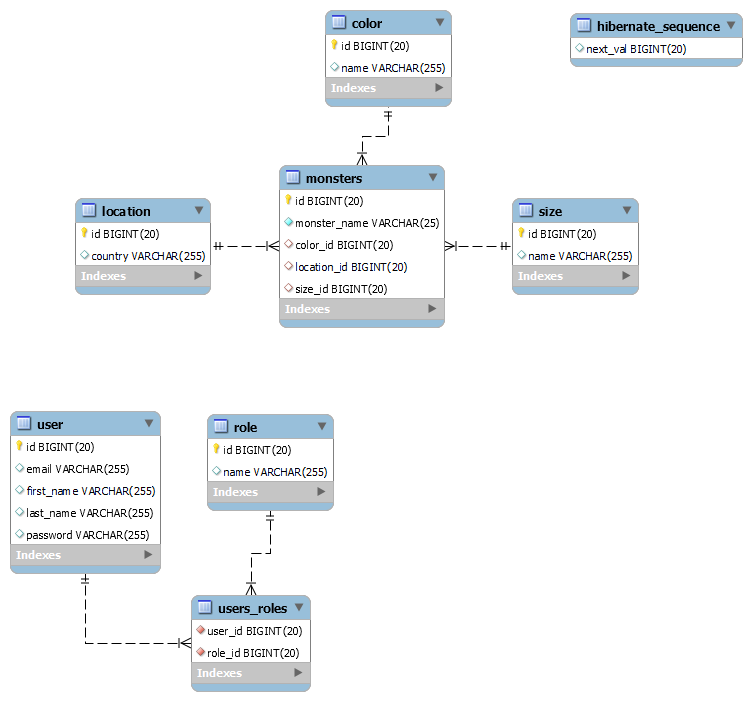 color
id BIGINT(20)
name VARCHAR(255)
Indexes
hibernate_sequence
next_val BIGINT(20)
monsters
id BIGINT(20)
monster_name VARCHAR(25)
color_id BIGINT(20)
location_id BIGINT(20)
size_id BIGINT(20)
Indexes
location
id BIGINT(20)
country VARCHAR(255)
Indexes
size
id BIGINT(20)
name VARCHAR(255)
Indexes
user
id BIGINT(20)
email VARCHAR(255)
first_name VARCHAR(255)
last_name VARCHAR(255)
password VARCHAR(255)
Indexes
role
id BIGINT(20)
name VARCHAR(255)
Indexes
users_roles
user_id BIGINT(20)
role_id BIGINT(20)
Indexes